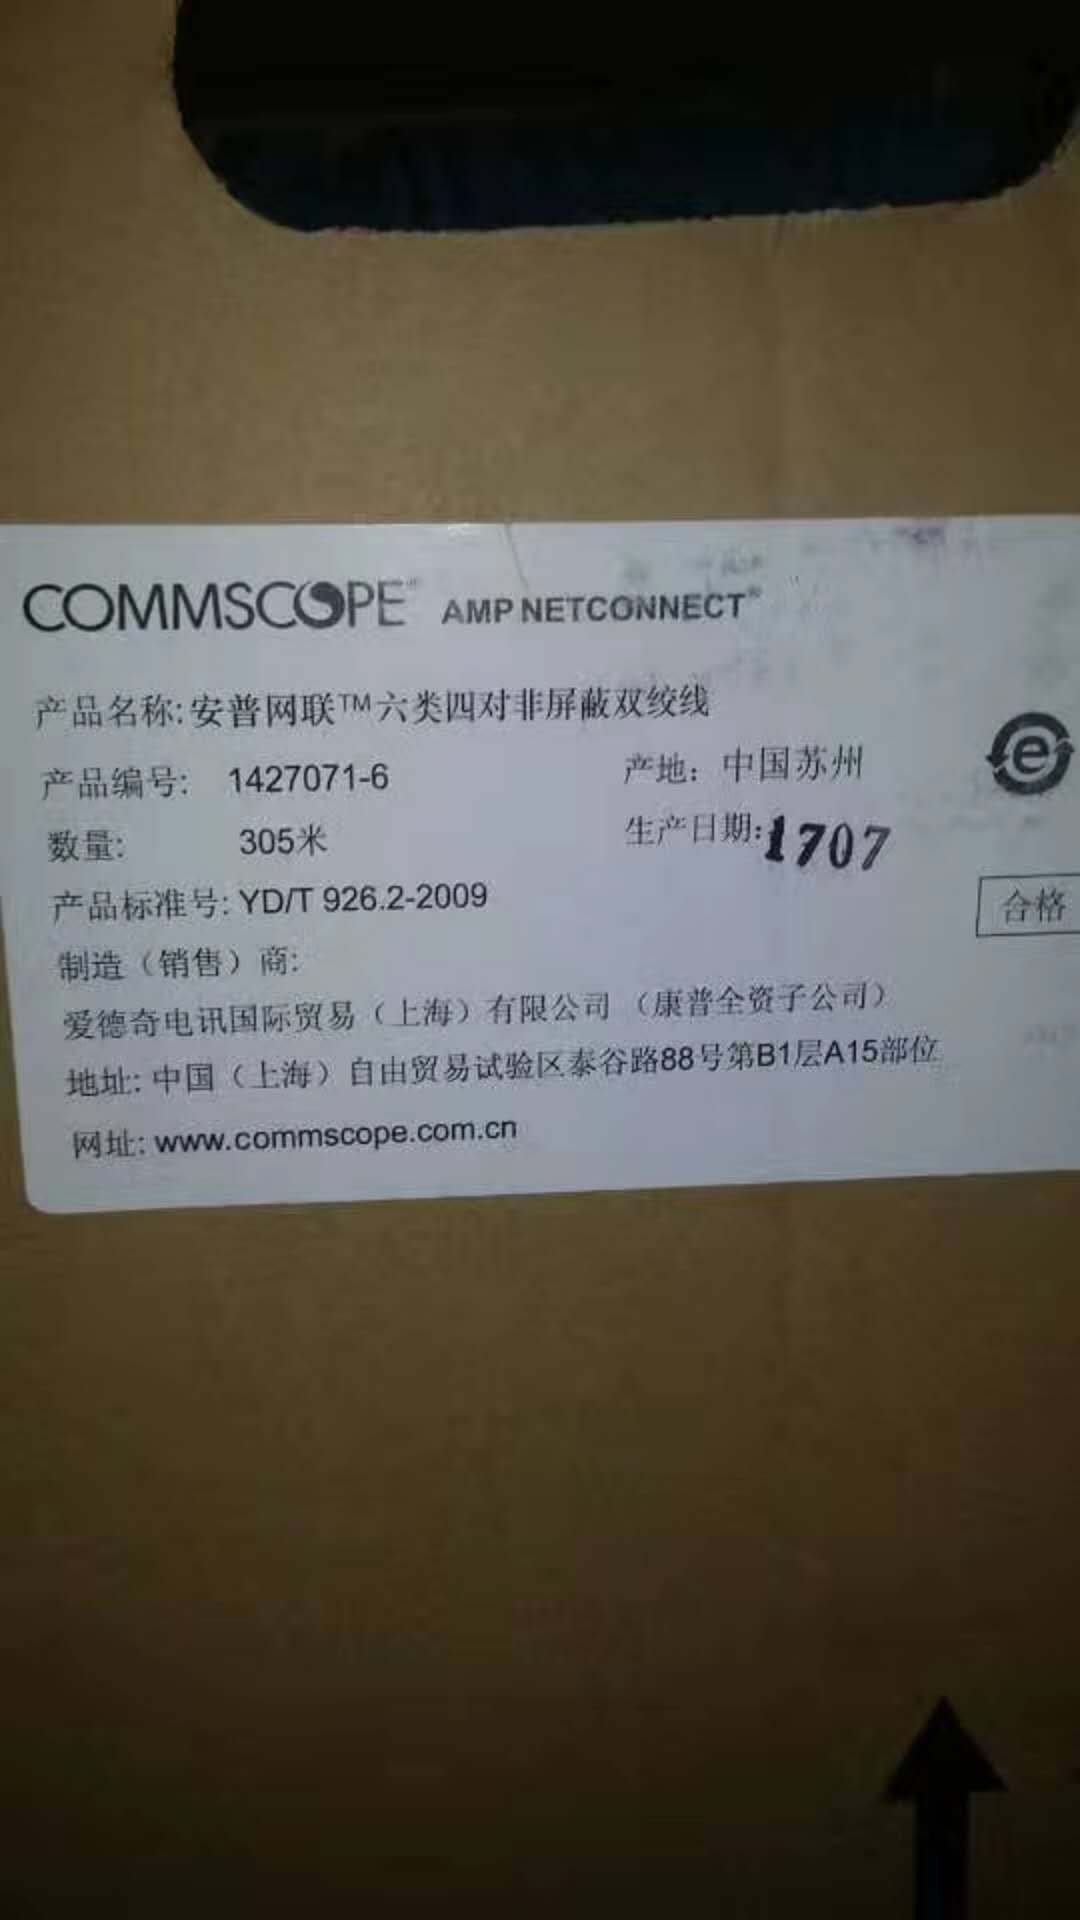 COMMSCOPE® AMP NETCONNECT®
产品名称: 安普网联™六类四对非屏蔽双绞线
产品编号: 1427071-6 产地: 中国苏州
数量: 305米 生产日期: 1707
产品标准号: YD/T 926.2-2009
合格
制造（销售）商:
爱德奇电讯国际贸易（上海）有限公司（康普全资子公司）
地址: 中国（上海）自由贸易试验区泰谷路88号第B1层A15部位
网址: www.commscope.com.cn
e